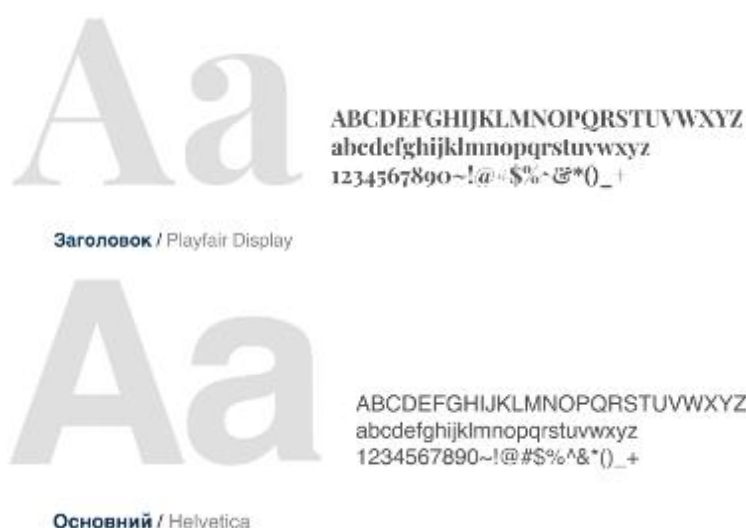 Aa
ABCDEFGHIJKLMNOPQRSTUVWXYZ
abcdefghijklmnopqrstuvwxyz
1234567890~!@#$%^&*()_+
Заголовок / Playfair Display
Aa
ABCDEFGHIJKLMNOPQRSTUVWXYZ
abcdefghijklmnopqrstuvwxyz
1234567890~!@#$%^&*()_+
Основний / Helvetica